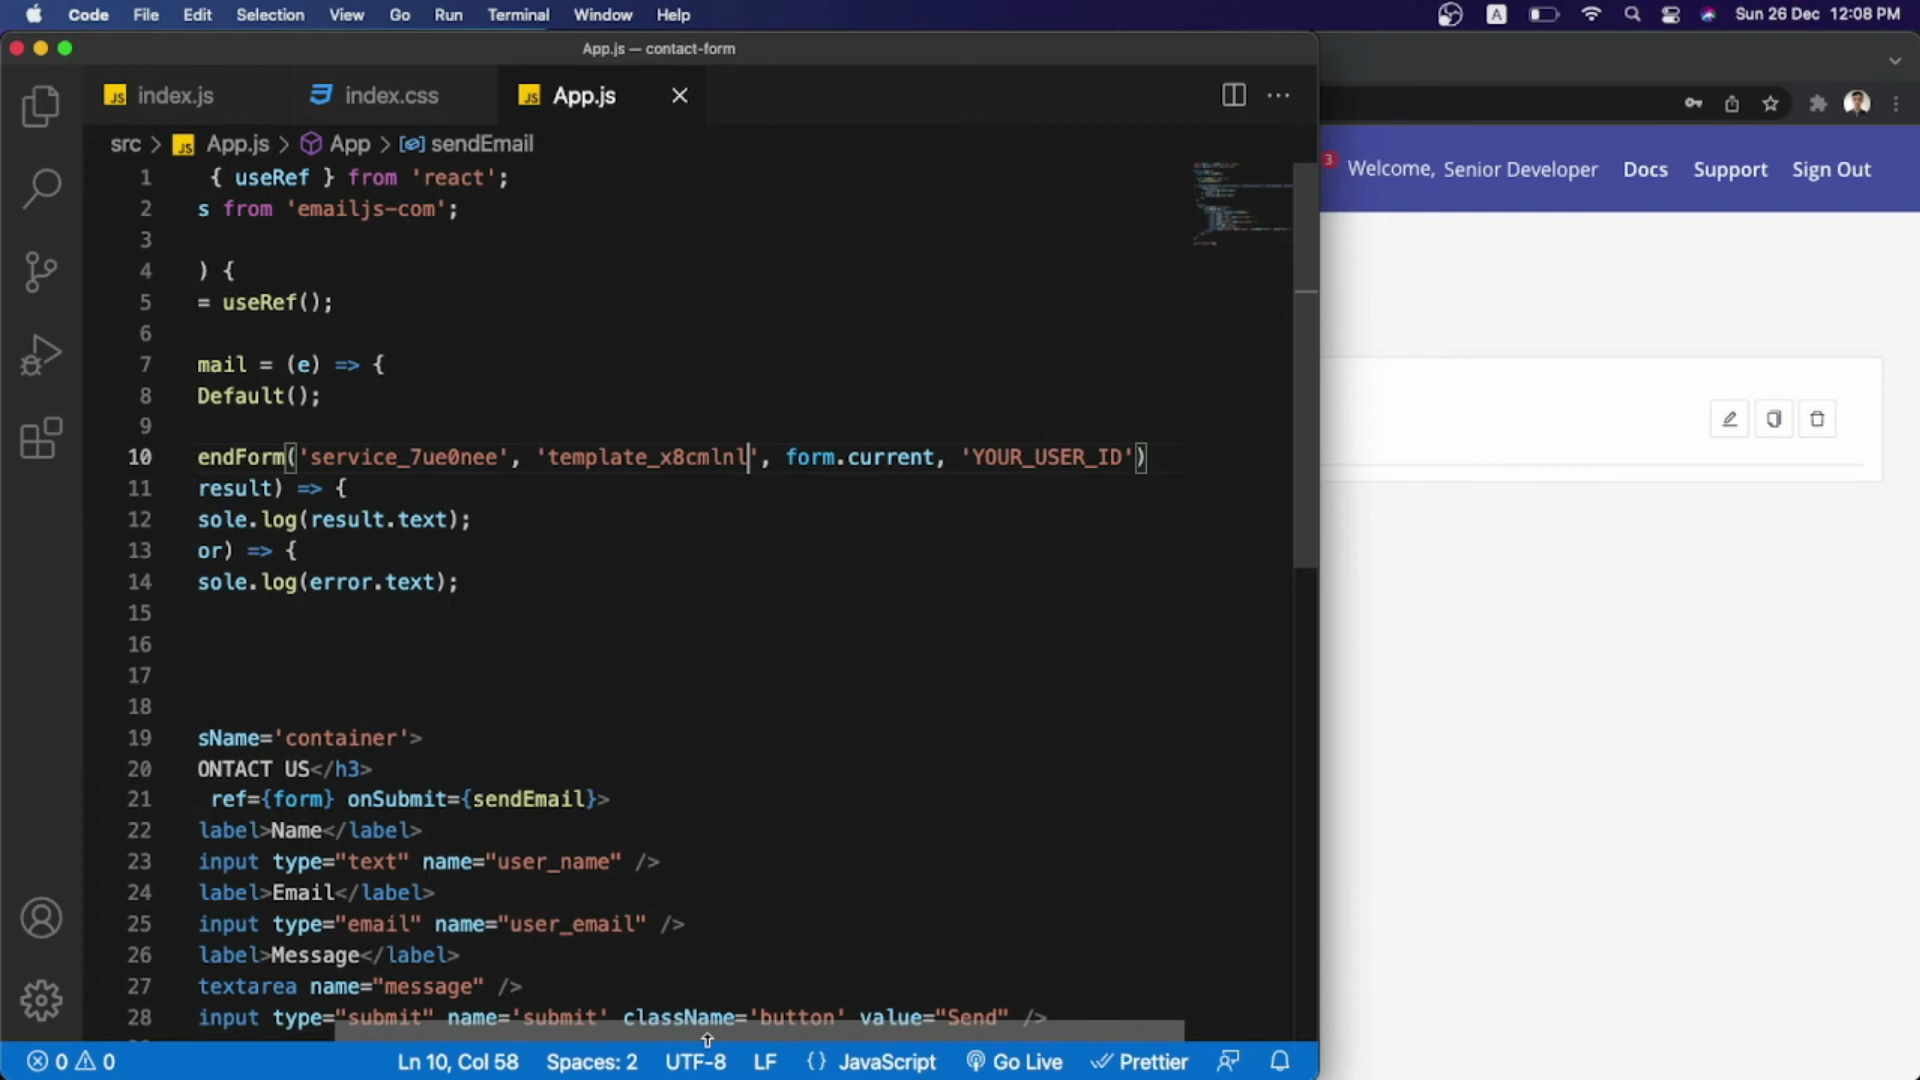 Code File Edit Selection View Go Run Terminal Window Help A Sun 26 Dec 12:08 PM
App.js — contact-form
JS index.js index.css JS App.js
src > JS App.js > App > sendEmail
3 Welcome, Senior Developer Docs Support Sign Out
1 { useRef } from 'react';
2 s from 'emailjs-com';
3
4 ) {
5 = useRef();
6
7 mail = (e) => {
8 Default();
9
10 endForm('service_7ue0nee', 'template_x8cmlnl', form.current, 'YOUR_USER_ID')
11 result) => {
12 sole.log(result.text);
13 or) => {
14 sole.log(error.text);
15
16
17
18
19 sName='container'>
20 ONTACT US</h3>
21 ref={form} onSubmit={sendEmail}>
22 label>Name</label>
23 input type="text" name="user_name" />
24 label>Email</label>
25 input type="email" name="user_email" />
26 label>Message</label>
27 textarea name="message" />
28 input type="submit" name='submit' className='button' value="Send" />
0 0 Ln 10, Col 58 Spaces: 2 UTF-8 LF {} JavaScript Go Live Prettier